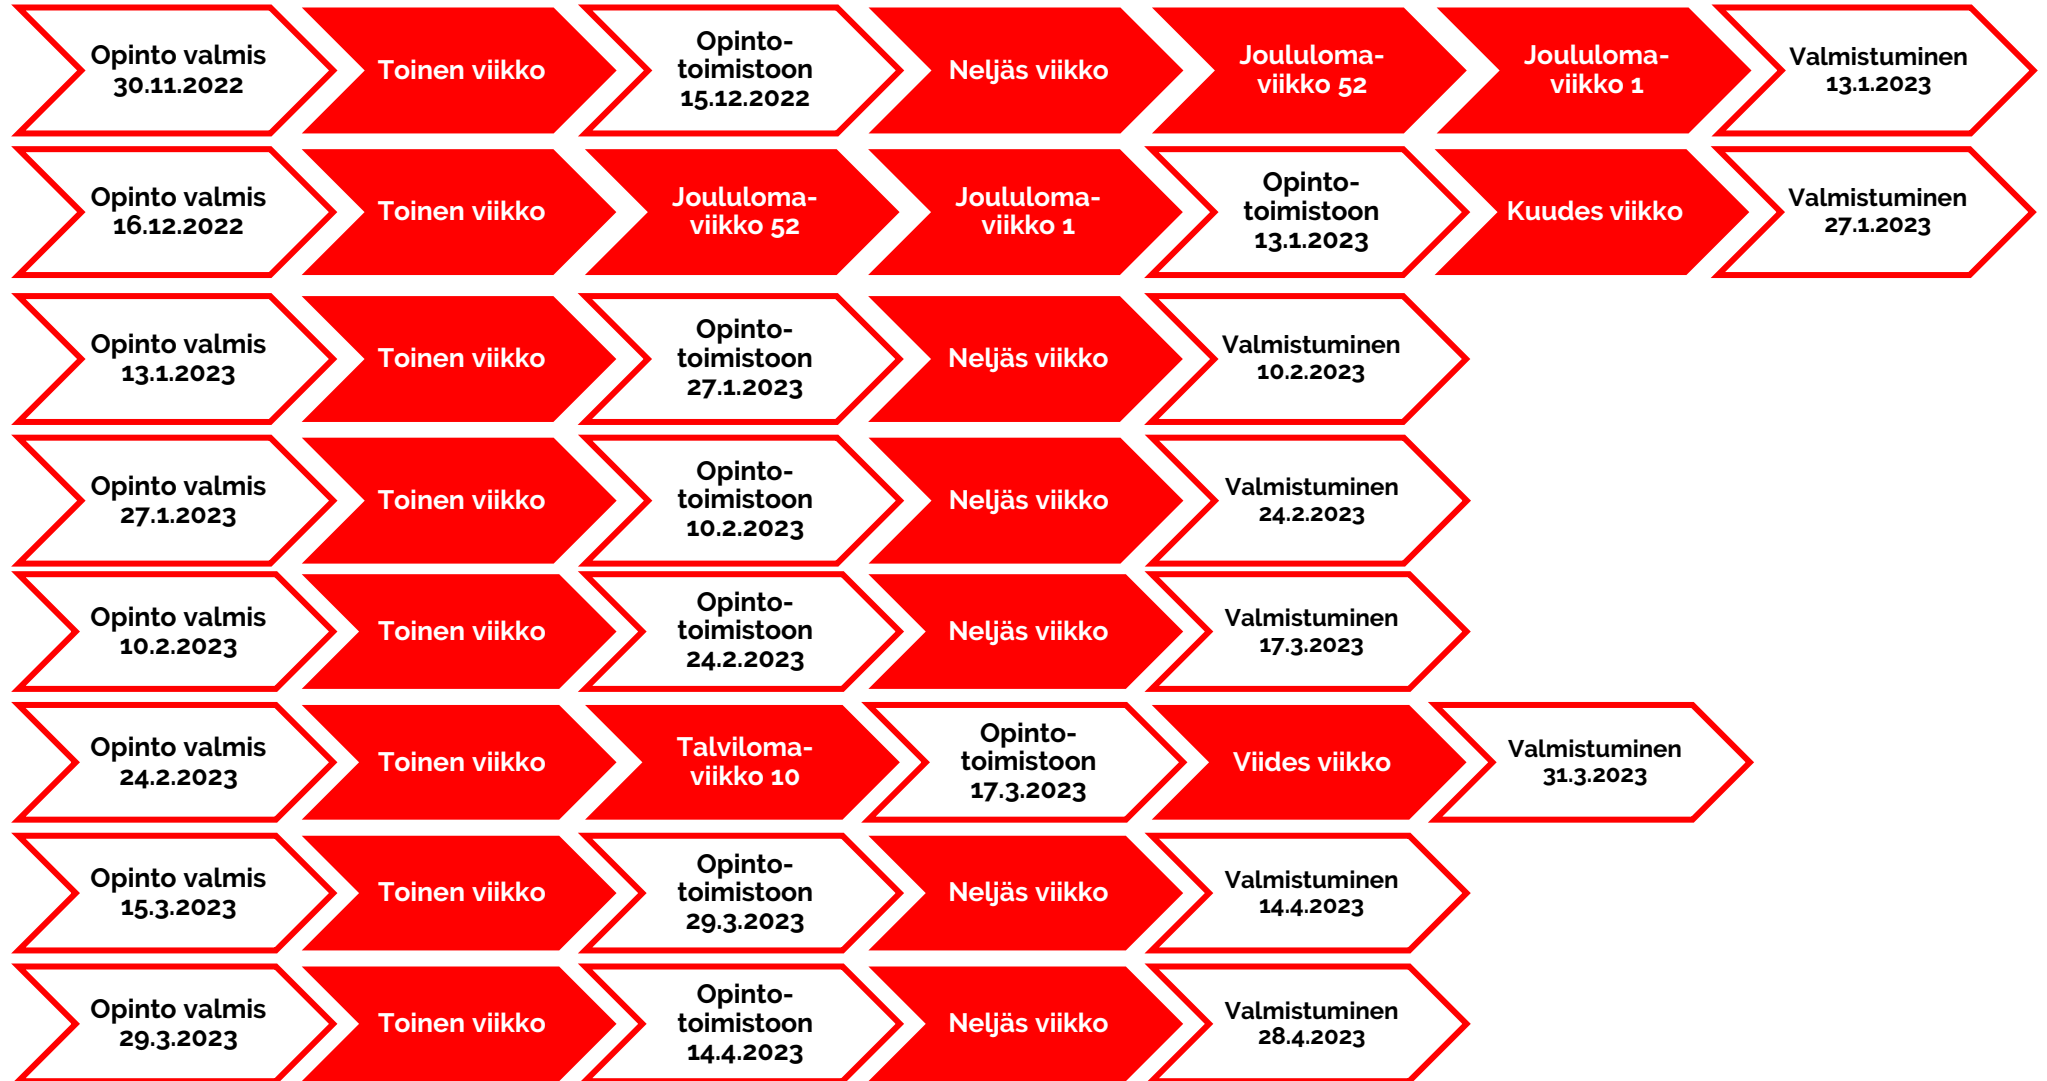 Opinto valmis
30.11.2022
Toinen viikko
Opinto-
toimistoon
15.12.2022
Neljäs viikko
Joululoma-
viikko 52
Joululoma-
viikko 1
Valmistuminen
13.1.2023
Opinto valmis
16.12.2022
Toinen viikko
Joululoma-
viikko 52
Joululoma-
viikko 1
Opinto-
toimistoon
13.1.2023
Kuudes viikko
Valmistuminen
27.1.2023
Opinto valmis
13.1.2023
Toinen viikko
Opinto-
toimistoon
27.1.2023
Neljäs viikko
Valmistuminen
10.2.2023
Opinto valmis
27.1.2023
Toinen viikko
Opinto-
toimistoon
10.2.2023
Neljäs viikko
Valmistuminen
24.2.2023
Opinto valmis
10.2.2023
Toinen viikko
Opinto-
toimistoon
24.2.2023
Neljäs viikko
Valmistuminen
17.3.2023
Opinto valmis
24.2.2023
Toinen viikko
Talviloma-
viikko 10
Opinto-
toimistoon
17.3.2023
Viides viikko
Valmistuminen
31.3.2023
Opinto valmis
15.3.2023
Toinen viikko
Opinto-
toimistoon
29.3.2023
Neljäs viikko
Valmistuminen
14.4.2023
Opinto valmis
29.3.2023
Toinen viikko
Opinto-
toimistoon
14.4.2023
Neljäs viikko
Valmistuminen
28.4.2023